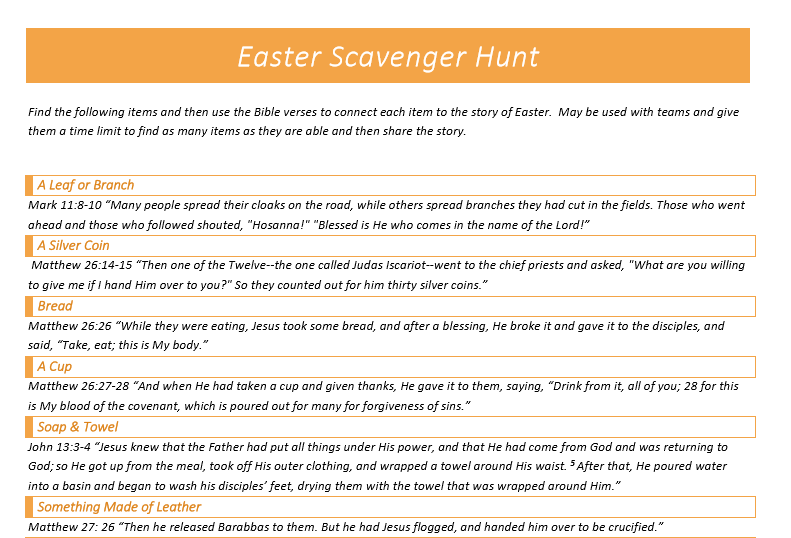 Easter Scavenger Hunt
Find the following items and then use the Bible verses to connect each item to the story of Easter.  May be used with teams and give
them a time limit to find as many items as they are able and then share the story.
A Leaf or Branch
Mark 11:8-10 “Many people spread their cloaks on the road, while others spread branches they had cut in the fields. Those who went
ahead and those who followed shouted, "Hosanna!" "Blessed is He who comes in the name of the Lord!”
A Silver Coin
Matthew 26:14-15 “Then one of the Twelve--the one called Judas Iscariot--went to the chief priests and asked, "What are you willing
to give me if I hand Him over to you?" So they counted out for him thirty silver coins.”
Bread
Matthew 26:26 “While they were eating, Jesus took some bread, and after a blessing, He broke it and gave it to the disciples, and
said, “Take, eat; this is My body.”
A Cup
Matthew 26:27-28 “And when He had taken a cup and given thanks, He gave it to them, saying, “Drink from it, all of you; 28 for this
is My blood of the covenant, which is poured out for many for forgiveness of sins.”
Soap & Towel
John 13:3-4 “Jesus knew that the Father had put all things under His power, and that He had come from God and was returning to
God; so He got up from the meal, took off His outer clothing, and wrapped a towel around His waist. ⁵ After that, He poured water
into a basin and began to wash his disciples’ feet, drying them with the towel that was wrapped around Him.”
Something Made of Leather
Matthew 27: 26 “Then he released Barabbas to them. But he had Jesus flogged, and handed him over to be crucified.”